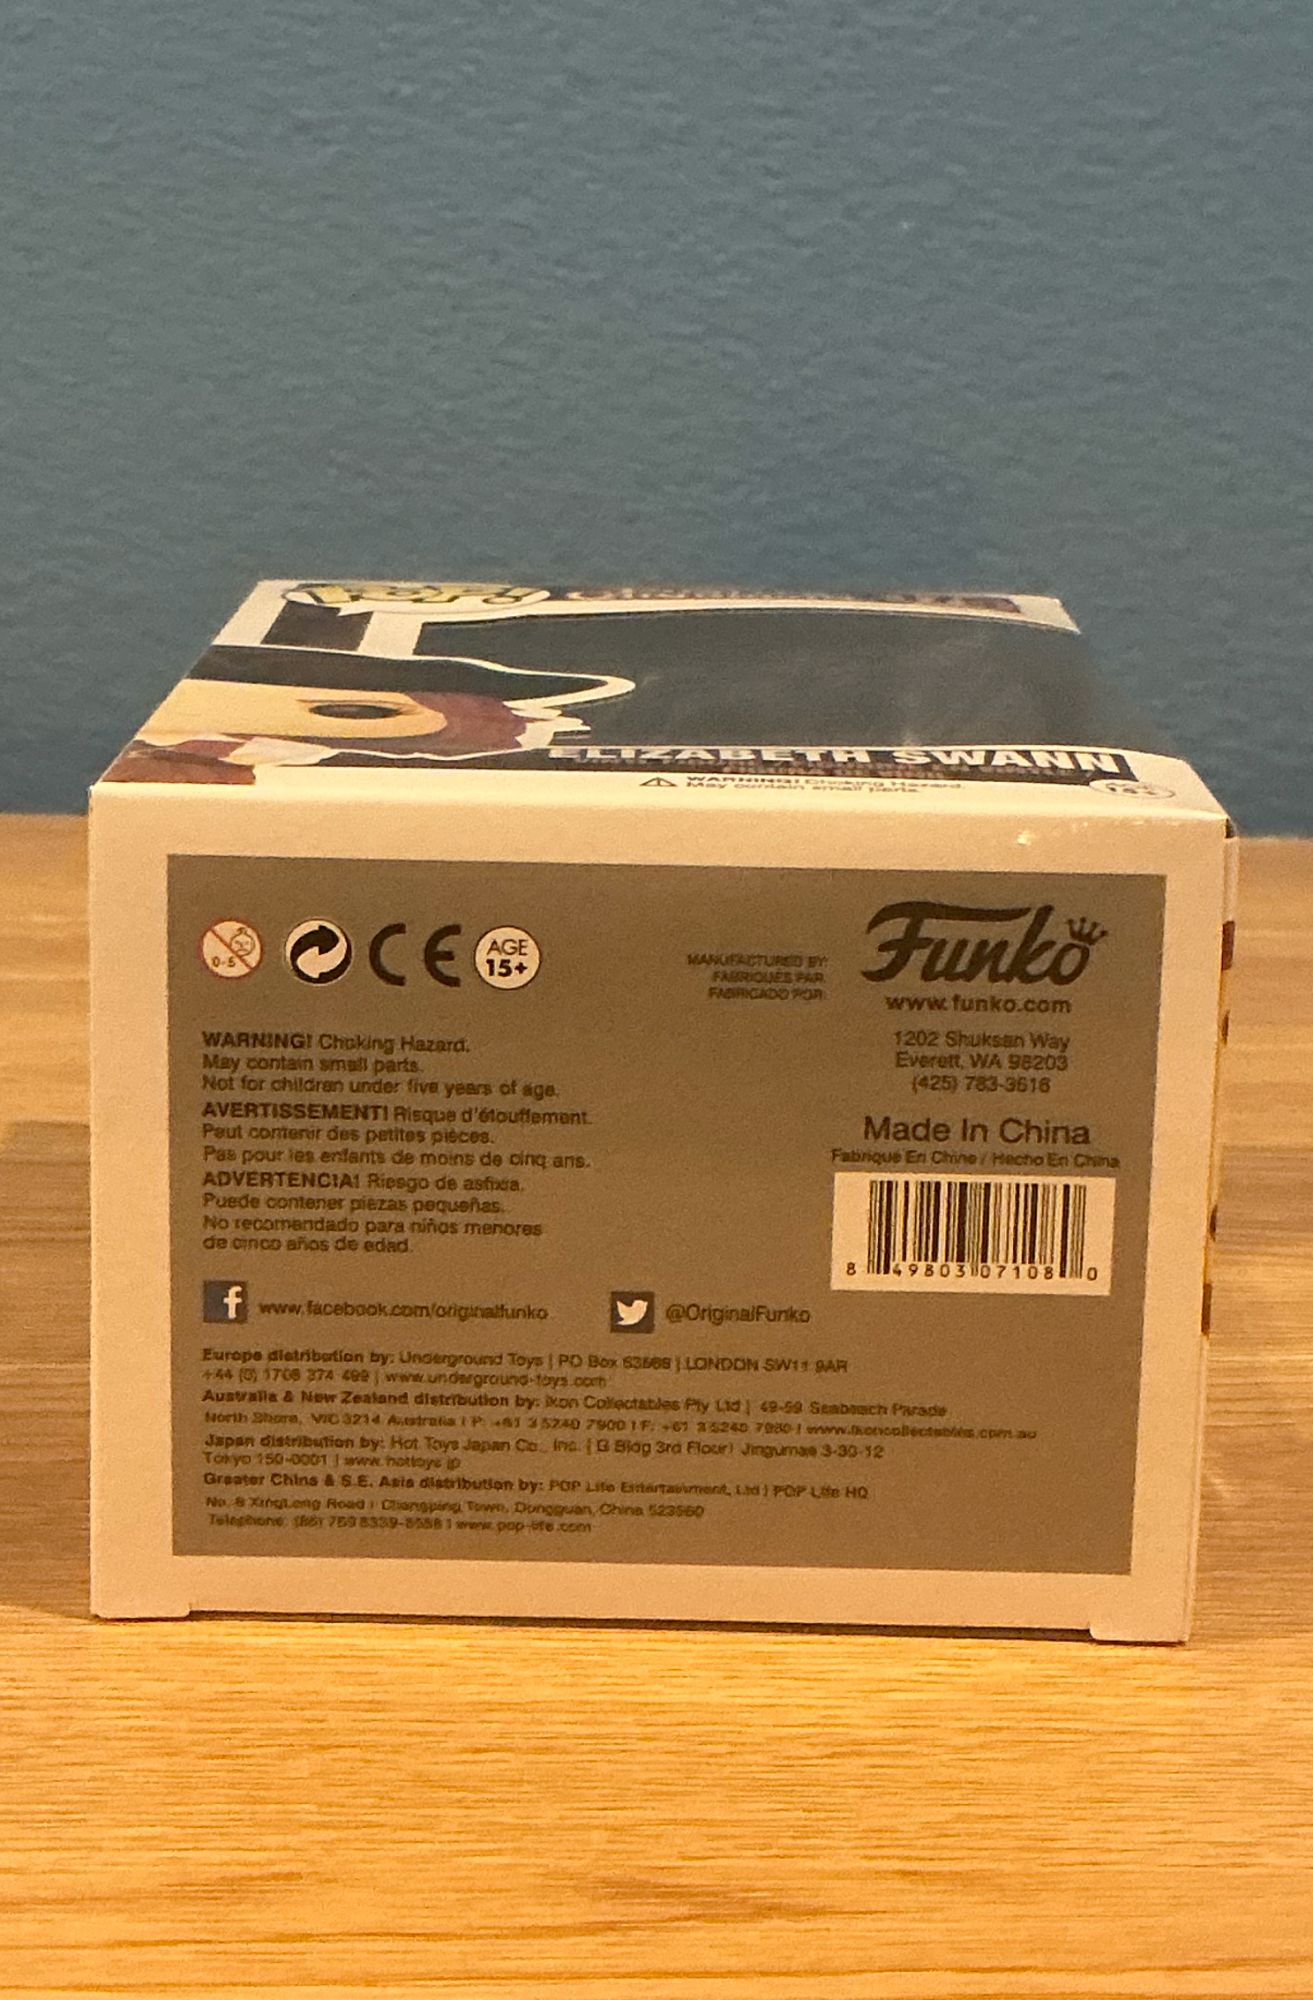 POP!
ELIZABETH SWANN
WARNING! Choking Hazard.
May contain small parts.
AGE
15+
0-5
CE
AGE
15+
MANUFACTURED BY:
FABRIQUÉS PAR
FABRICADO POR:
Funko
www.funko.com
1202 Shuksan Way
Everett, WA 98203
(425) 783-3616
Made In China
Fabriqué En Chine / Hecho En China
8 49803 07108 0
WARNING! Choking Hazard.
May contain small parts.
Not for children under five years of age.
AVERTISSEMENT! Risque d'étouffement.
Peut contenir des petites pièces.
Pas pour les enfants de moins de cinq ans.
ADVERTENCIA! Riesgo de asfixia.
Puede contener piezas pequeñas.
No recomendado para niños menores
de cinco años de edad.
f www.facebook.com/originalfunko
@OriginalFunko
Europe distribution by: Underground Toys | PO Box | LONDON SW11 9AR
+44 (0) 1708 374 499 | www.underground-toys.com
Australia & New Zealand distribution by: Ikon Collectables Pty Ltd | 49-59 Seabeach Parade
North Shore, VIC 3214 Australia | P: +61 3 5240 7900 | F: +61 3 5240 | www.ikoncollectables.com.au
Japan distribution by: Hot Toys Japan Co., Inc. | G Bldg 3rd Floor| Jingumae 3-30-12
Tokyo 150-0001 | www.hottoys.jp
Greater China & S.E. Asia distribution by: POP Life Entertainment, Ltd | POP Life HQ
No. 8 XingLong Road | Changping Town, Dongguan, China 523560
Telephone: (86) 769 | www.pop-life.com